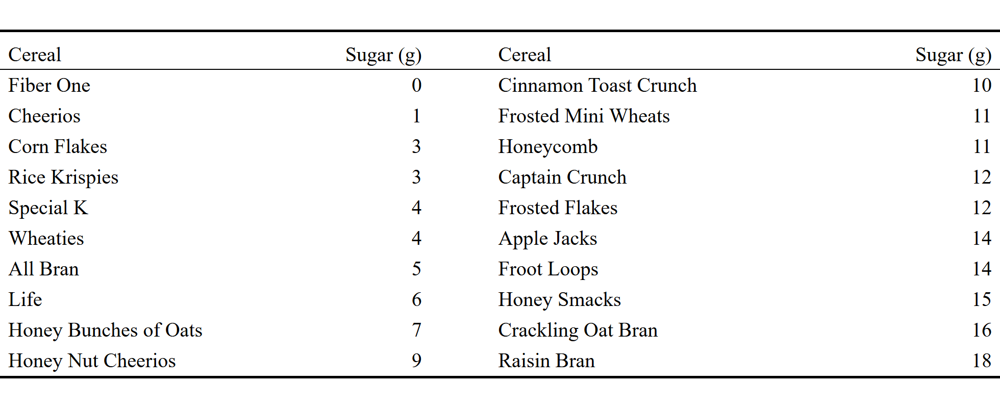 Cereal Sugar (g) Cereal Sugar (g)
Fiber One 0 Cinnamon Toast Crunch 10
Cheerios 1 Frosted Mini Wheats 11
Corn Flakes 3 Honeycomb 11
Rice Krispies 3 Captain Crunch 12
Special K 4 Frosted Flakes 12
Wheaties 4 Apple Jacks 14
All Bran 5 Froot Loops 14
Life 6 Honey Smacks 15
Honey Bunches of Oats 7 Crackling Oat Bran 16
Honey Nut Cheerios 9 Raisin Bran 18